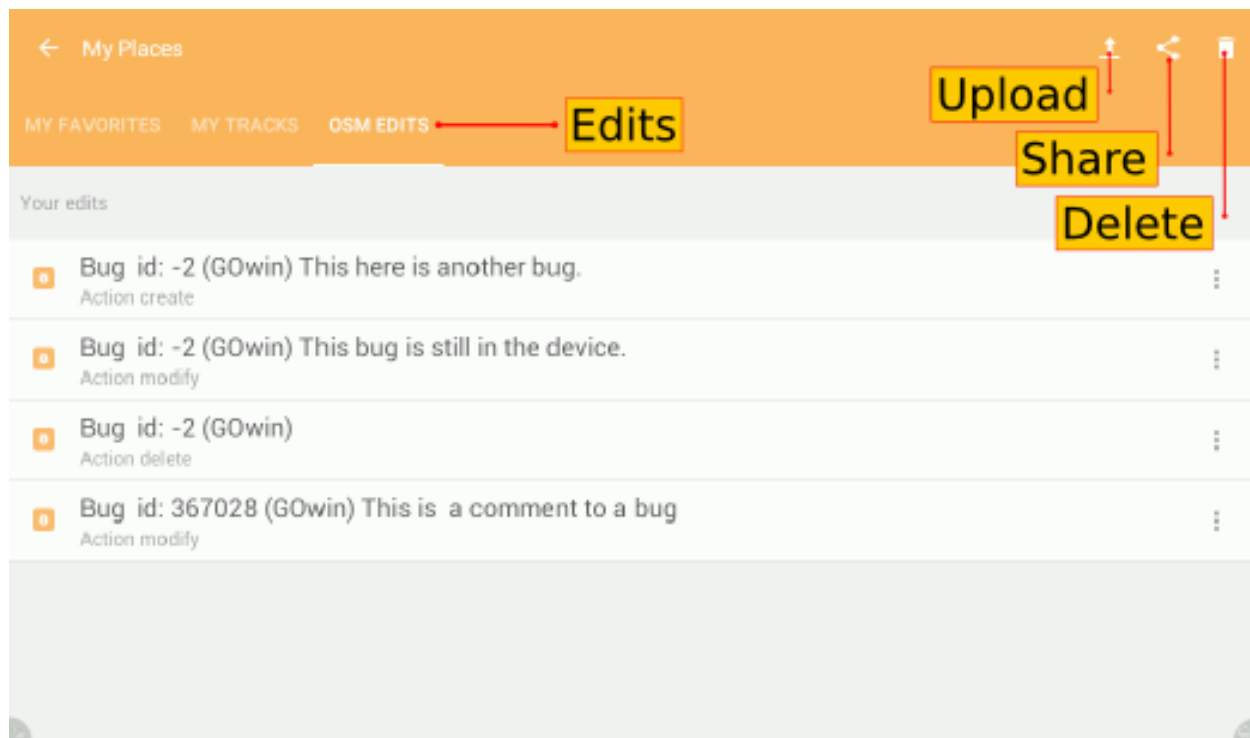 My Places
Upload
MY FAVORITES MY TRACKS OSM EDITS Edits
Share
Your edits
Delete
Bug id: -2 (GOwin) This here is another bug.
Action create
Bug id: -2 (GOwin) This bug is still in the device.
Action modify
Bug id: -2 (GOwin)
Action delete
Bug id: 367028 (GOwin) This is a comment to a bug
Action modify